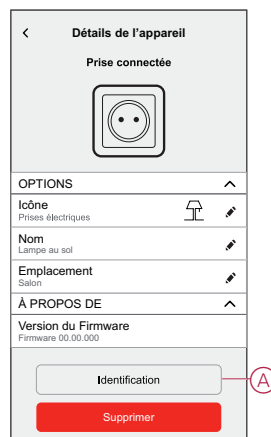 Détails de l'appareil
Prise connectée
OPTIONS
Icône
Prises électriques
Nom
Lampe au sol
Emplacement
Salon
À PROPOS DE
Version du Firmware
Firmware 00.00.000
Identification
A
Supprimer